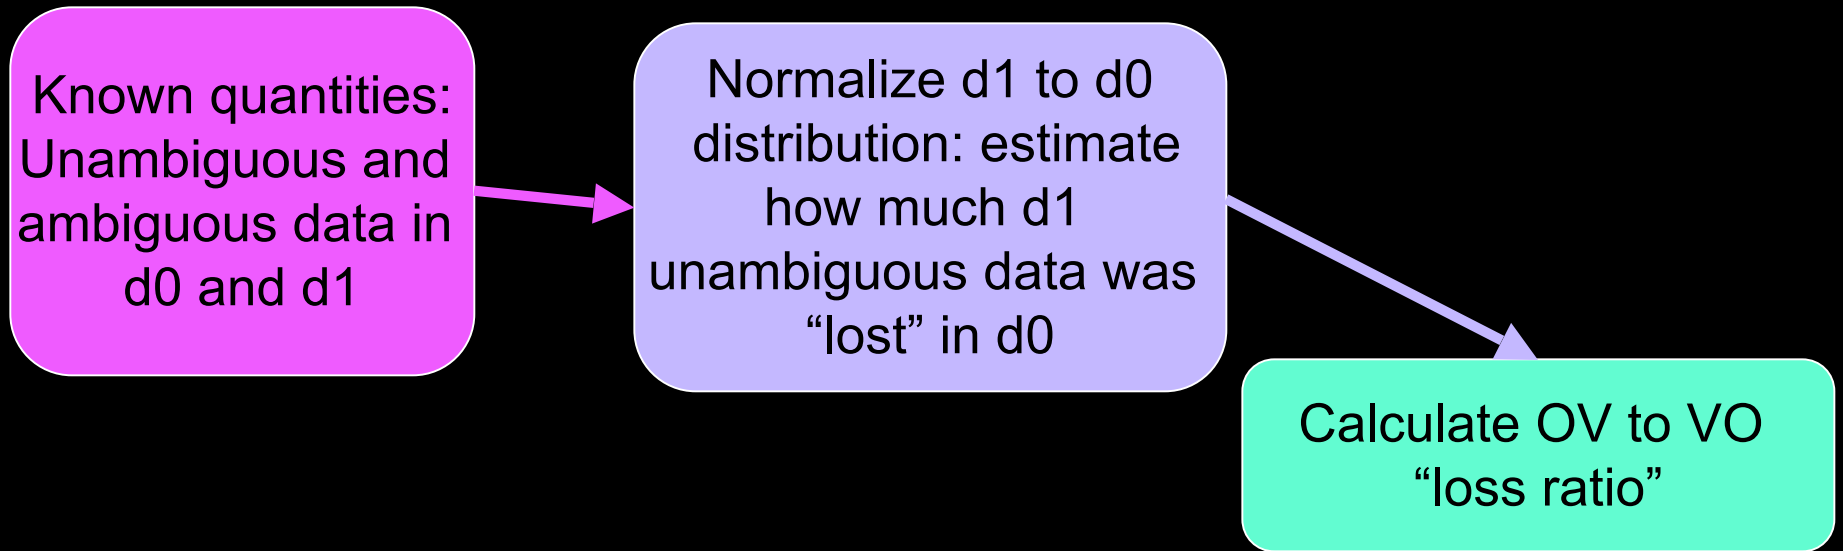 Known quantities:
Unambiguous and
ambiguous data in
d0 and d1
Normalize d1 to d0
distribution: estimate
how much d1
unambiguous data was
“lost” in d0
Calculate OV to VO
“loss ratio”